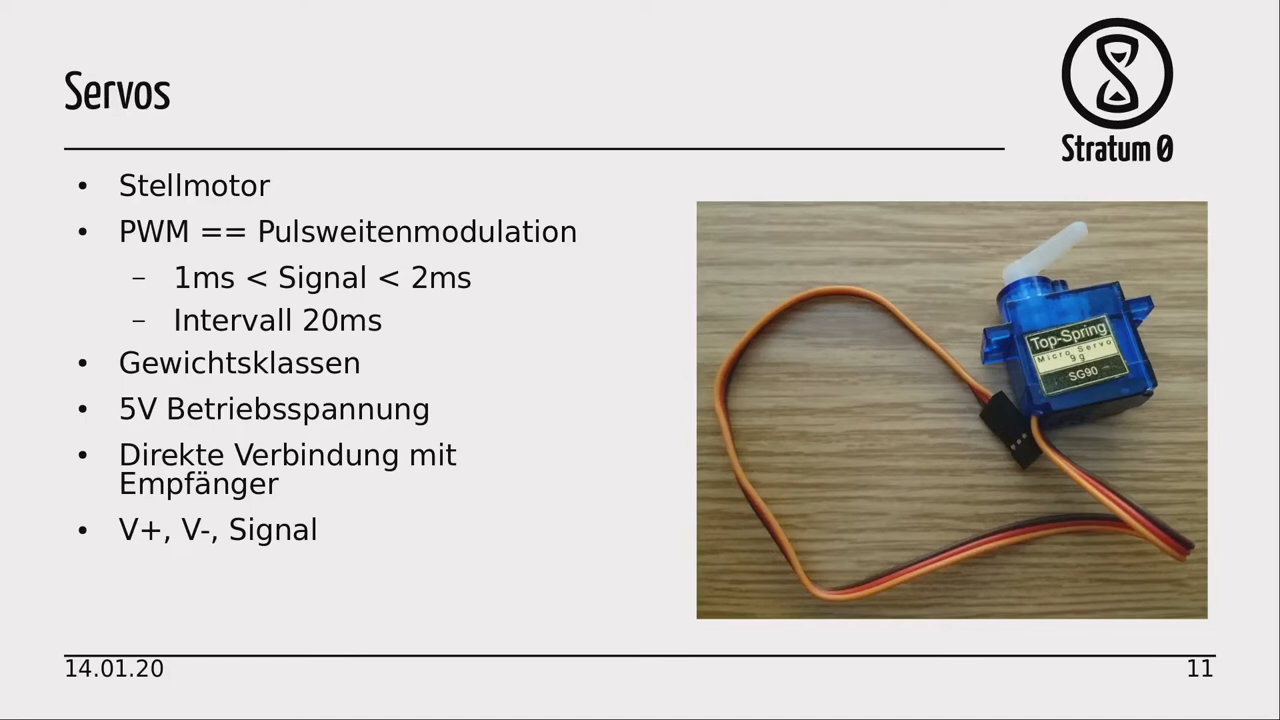 Servos
Stratum 0
• Stellmotor
• PWM == Pulsweitenmodulation
– 1ms < Signal < 2ms
– Intervall 20ms
• Gewichtsklassen
• 5V Betriebsspannung
• Direkte Verbindung mit
Empfänger
• V+, V-, Signal
Top-Spring
Micro Servo
9g
SG90
14.01.20
11